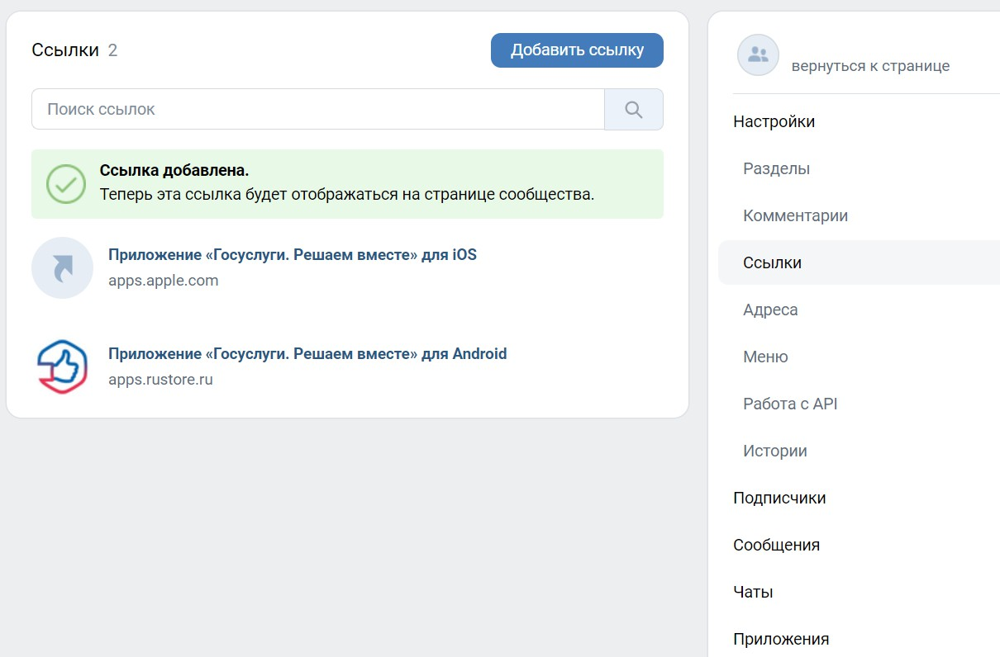 Ссылки 2
Добавить ссылку
Поиск ссылок
Ссылка добавлена.
Теперь эта ссылка будет отображаться на странице сообщества.
Приложение «Госуслуги. Решаем вместе» для iOS
apps.apple.com
Приложение «Госуслуги. Решаем вместе» для Android
apps.rustore.ru
вернуться к странице
Настройки
Разделы
Комментарии
Ссылки
Адреса
Меню
Работа с API
Истории
Подписчики
Сообщения
Чаты
Приложения